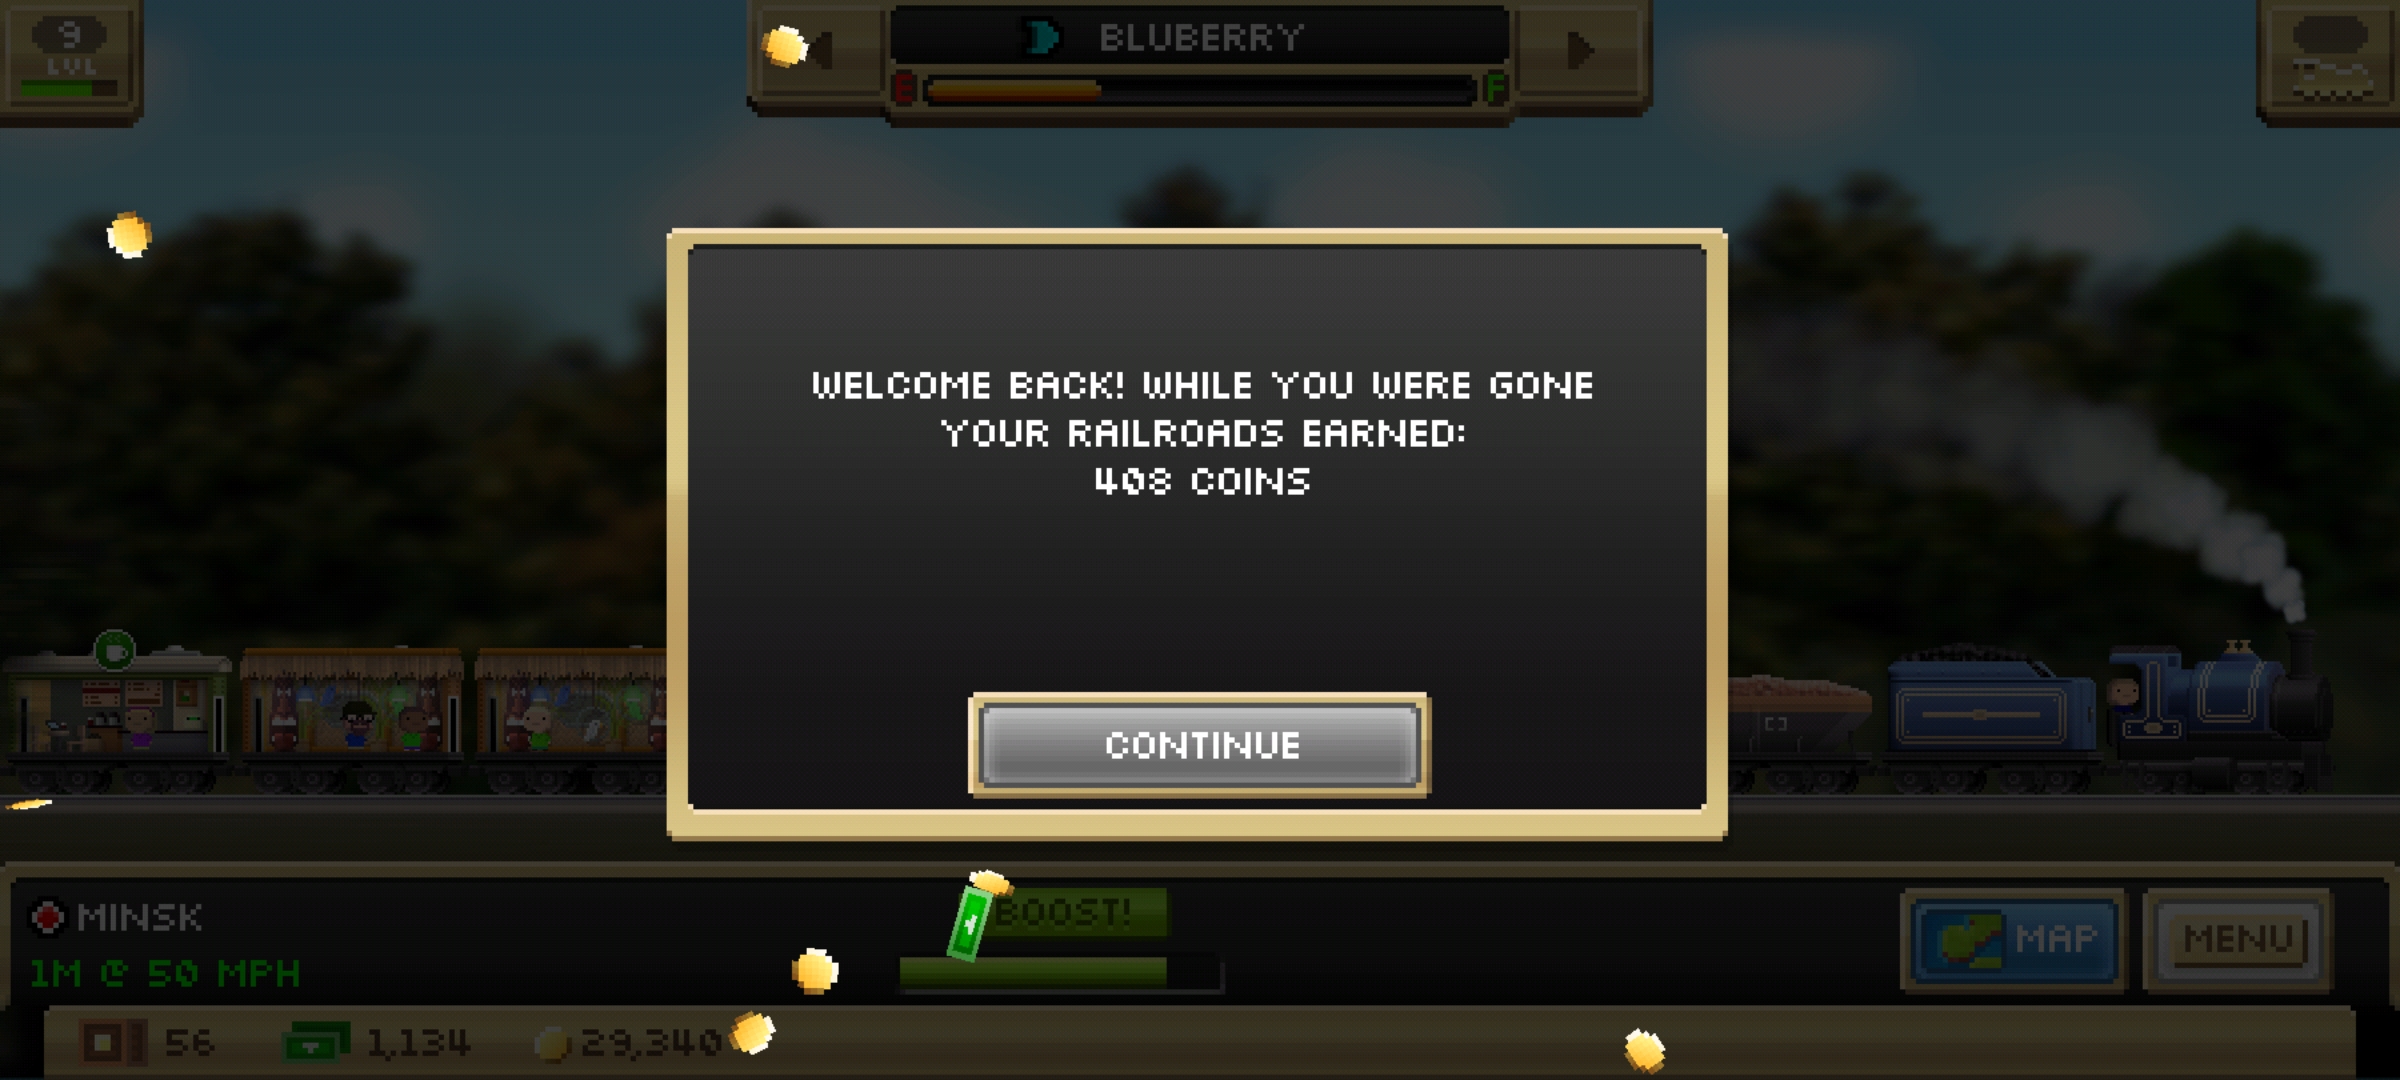 9
LVL
BLUBERRY
E F
WELCOME BACK! WHILE YOU WERE GONE
YOUR RAILROADS EARNED:
408 COINS
CONTINUE
MINSK
1M @ 50 MPH
BOOST!
MAP
MENU
56 1,134 29,340